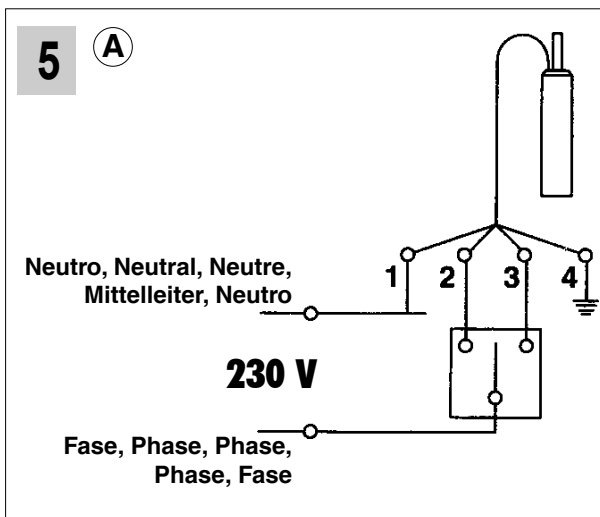 5 A
1 2 3 4
Neutro, Neutral, Neutre,
Mittelleiter, Neutro
230 V
Fase, Phase, Phase,
Phase, Fase